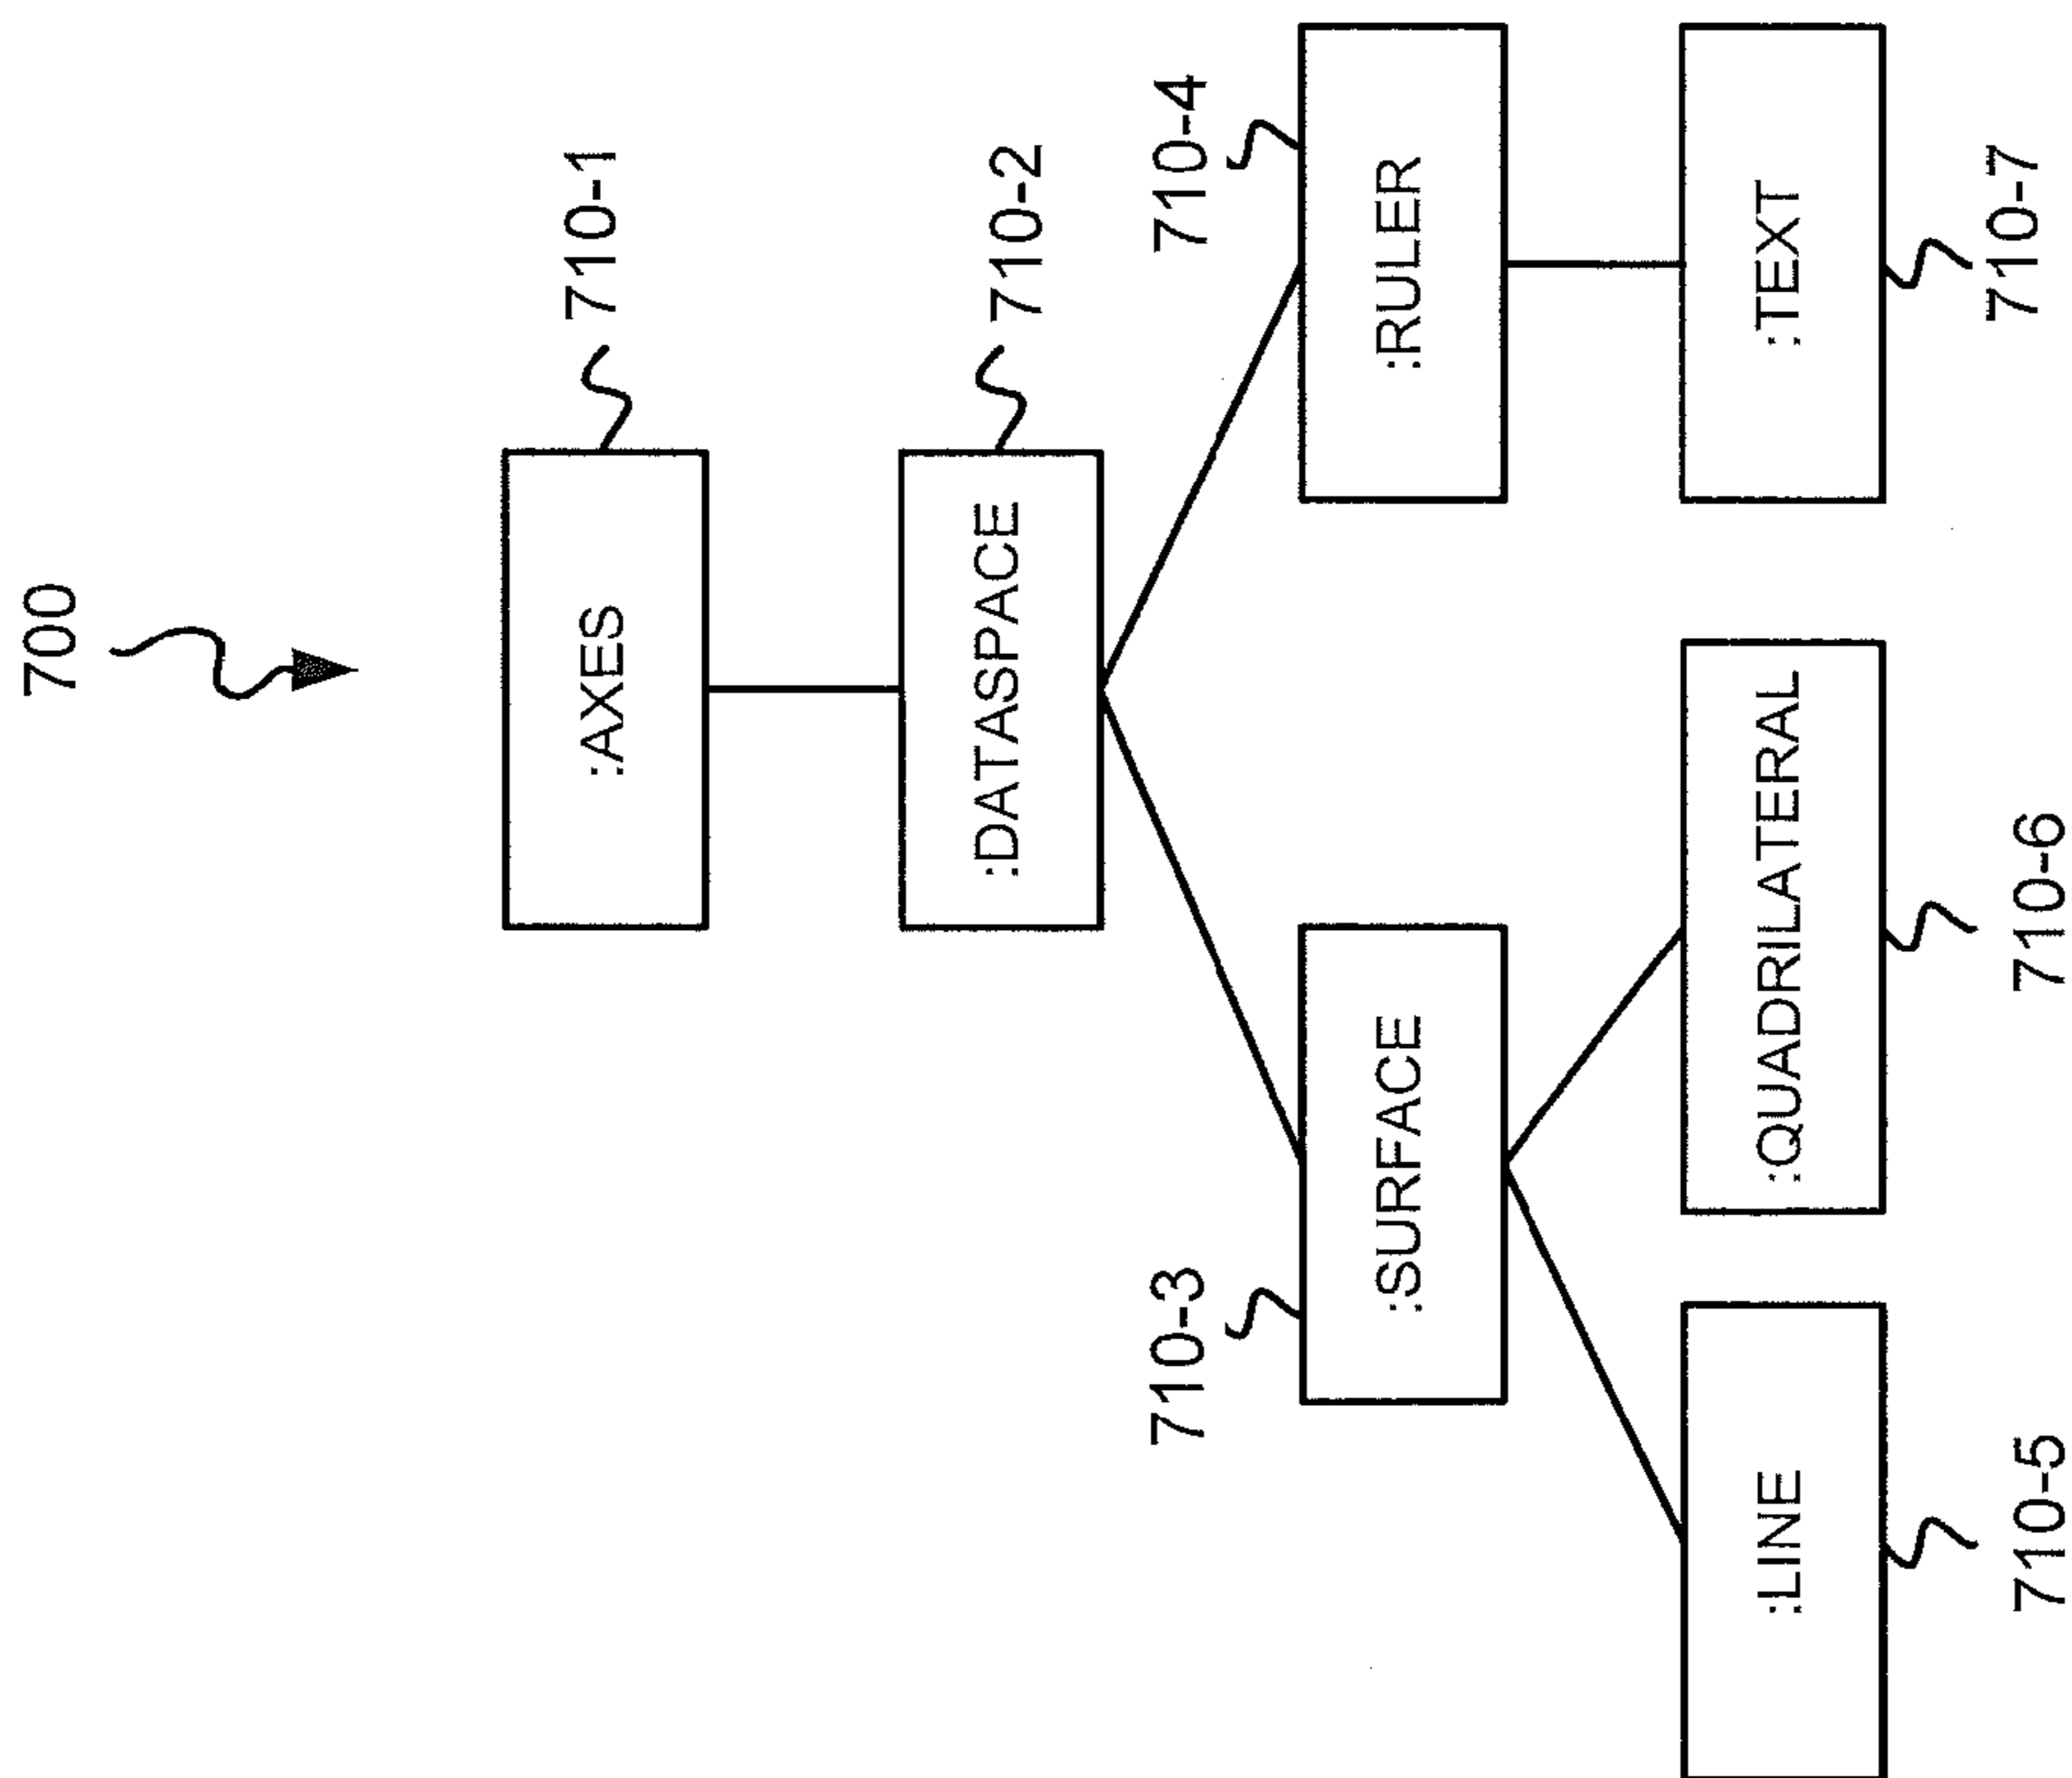 700
:AXES
710-1
:DATASPACE
710-2
710-3
:SURFACE
710-4
:RULER
:LINE
:QUADRILATERAL
:TEXT
710-5
710-6
710-7